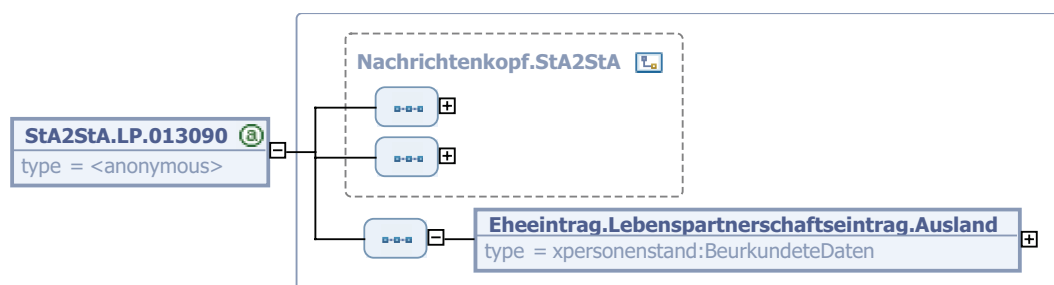 Nachrichtenkopf.StA2StA
StA2StA.LP.013090
type = <anonymous>
Eheeintrag.Lebenspartnerschaftseintrag.Ausland
type = xpersonenstand:BeurkundeteDaten